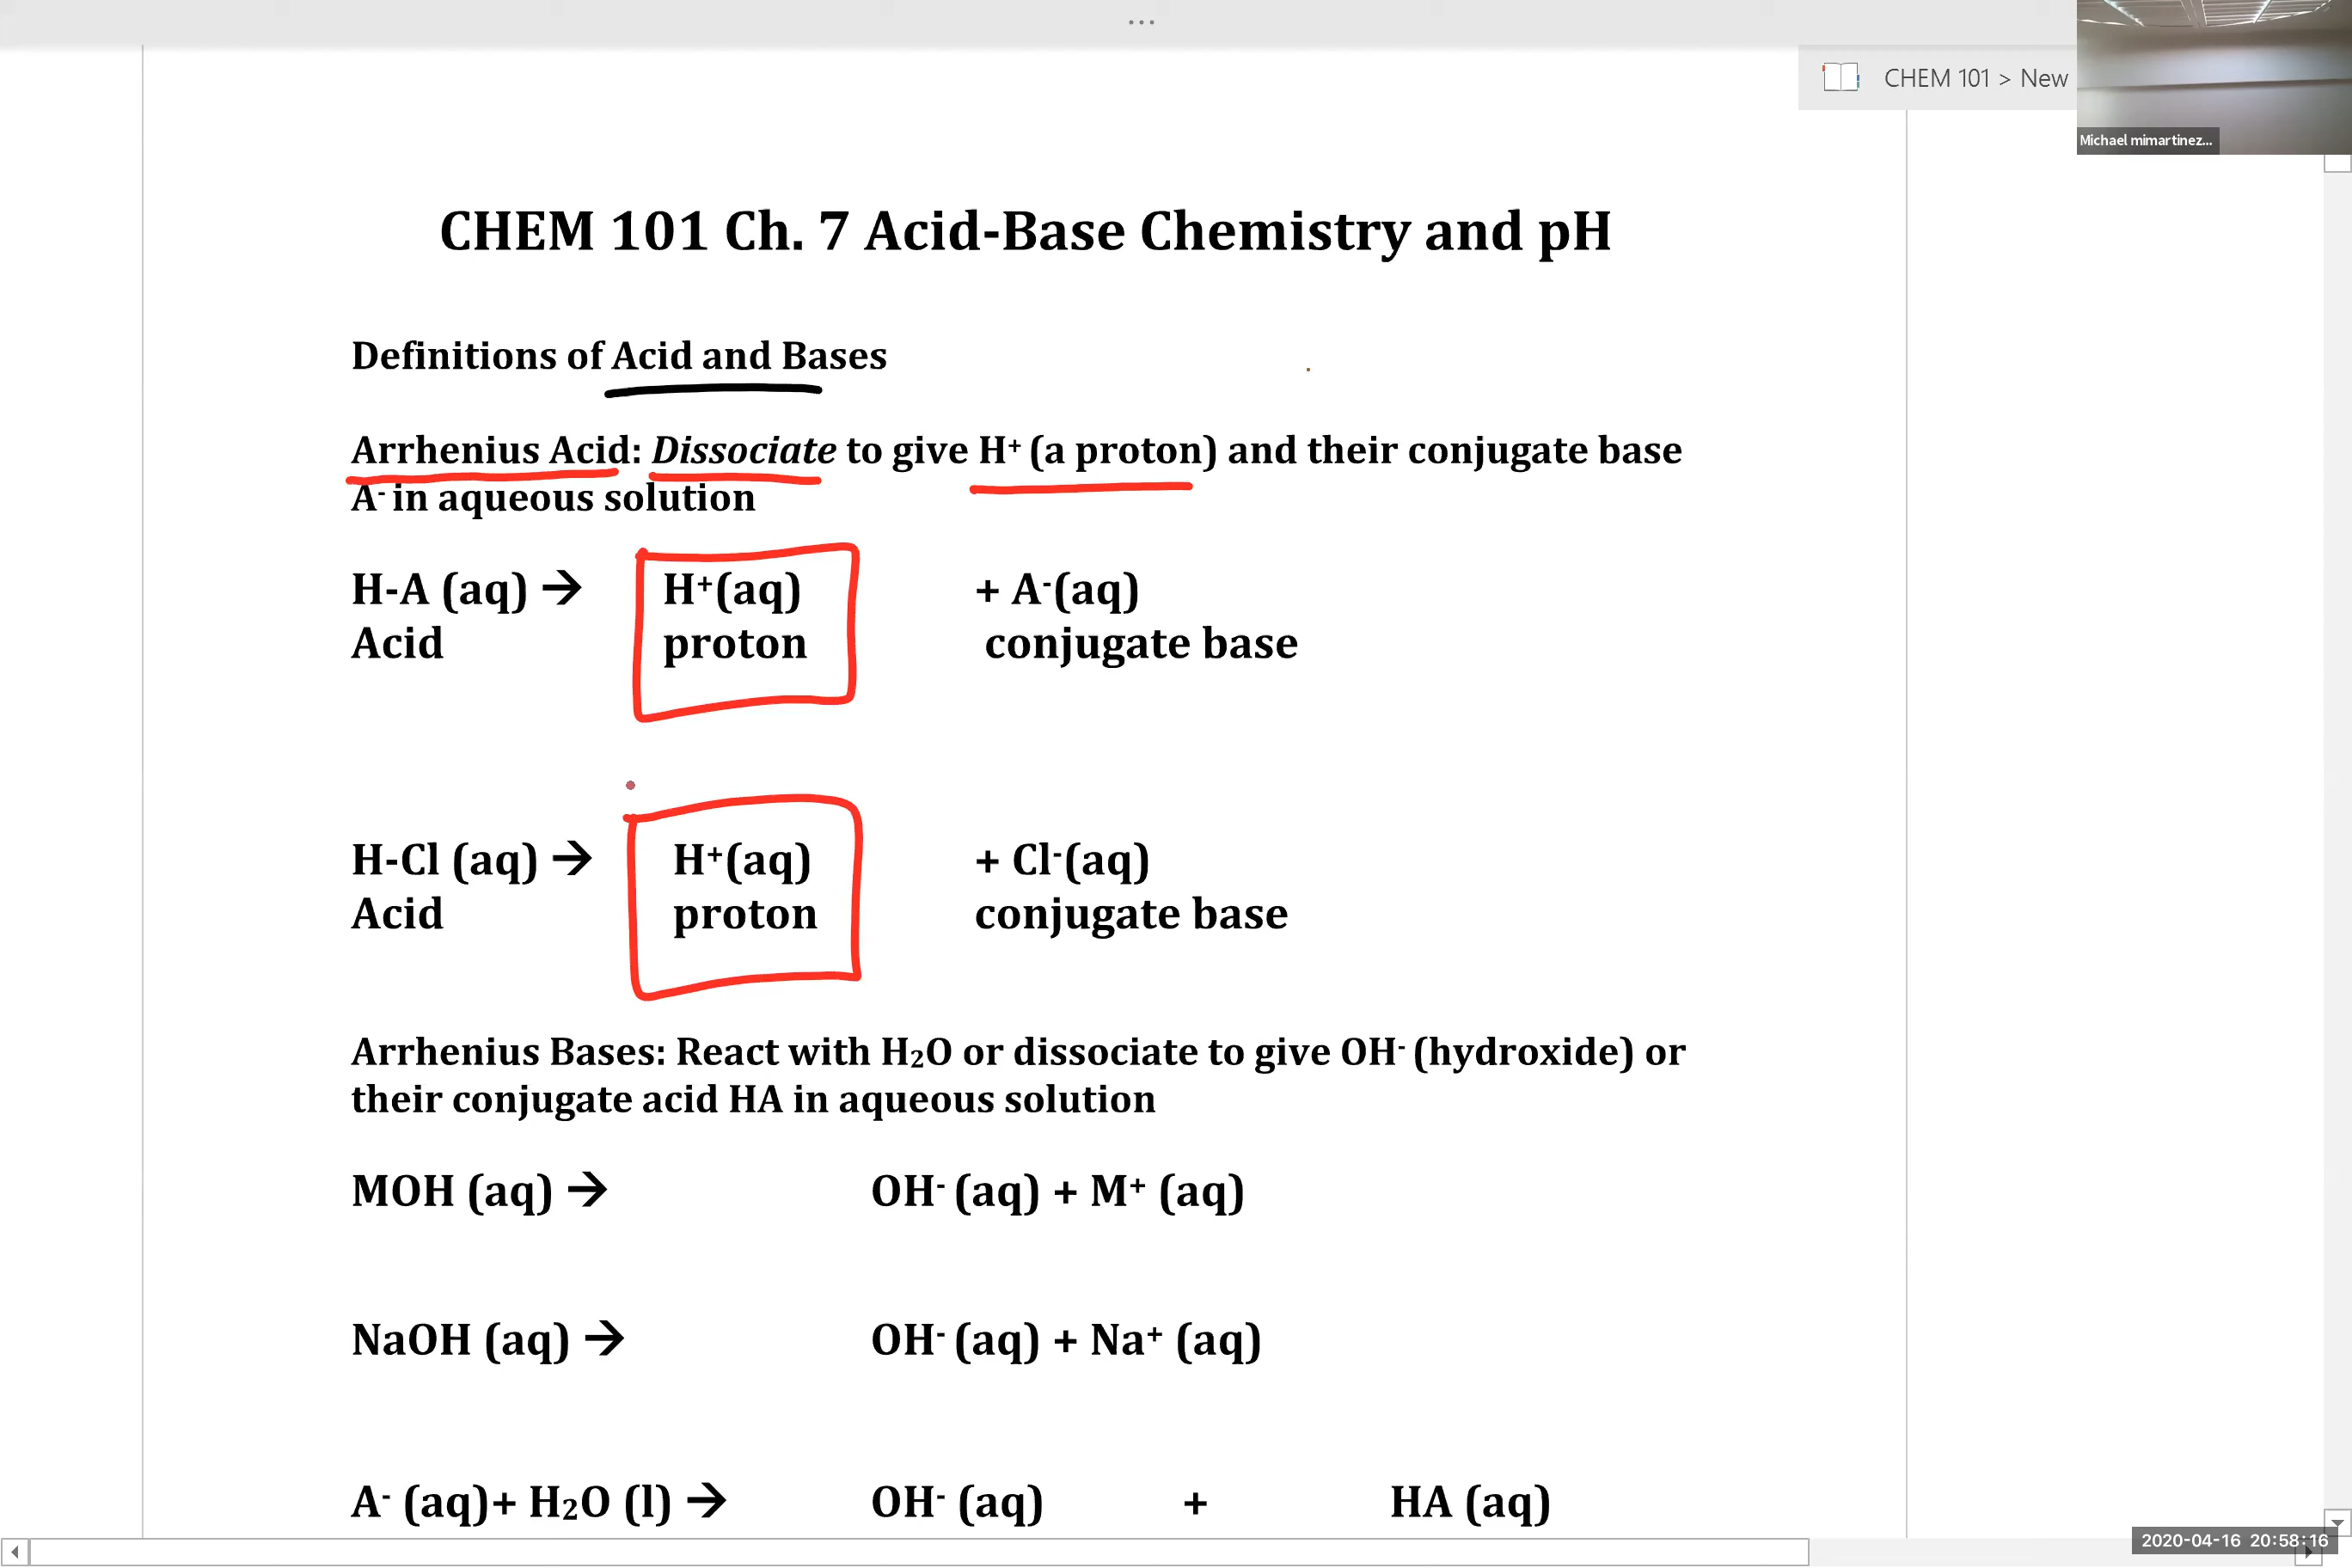 ...
CHEM 101 > New
Michael mimartinez...
CHEM 101 Ch. 7 Acid-Base Chemistry and pH
Definitions of Acid and Bases
Arrhenius Acid: Dissociate to give H⁺ (a proton) and their conjugate base
A⁻ in aqueous solution
H-A (aq) → H⁺(aq) + A⁻(aq)
Acid proton conjugate base
H-Cl (aq) → H⁺(aq) + Cl⁻(aq)
Acid proton conjugate base
Arrhenius Bases: React with H₂O or dissociate to give OH⁻ (hydroxide) or
their conjugate acid HA in aqueous solution
MOH (aq) → OH⁻ (aq) + M⁺ (aq)
NaOH (aq) → OH⁻ (aq) + Na⁺ (aq)
A⁻ (aq)+ H₂O (l) → OH⁻ (aq) + HA (aq)
2020-04-16 20:58:16